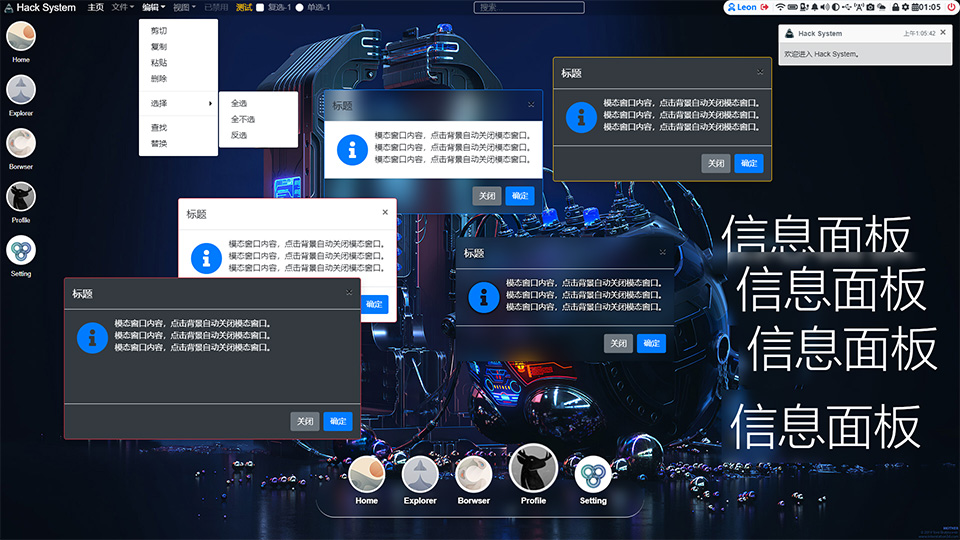 Hack System 主页 文件 编辑 视图 已禁用 测试 复选-1 单选-1 搜索 Leon 01:05
Home
Explorer
Borwser
Profile
Setting
剪切
复制
粘贴
删除
选择
查找
替换
全选
全不选
反选
Hack System 上午1:05:42
欢迎进入 Hack System。
标题
模态窗口内容，点击背景自动关闭模态窗口。
模态窗口内容，点击背景自动关闭模态窗口。
模态窗口内容，点击背景自动关闭模态窗口。
关闭 确定
标题
模态窗口内容，点击背景自动关闭模态窗口。
模态窗口内容，点击背景自动关闭模态窗口。
模态窗口内容，点击背景自动关闭模态窗口。
关闭 确定
标题
模态窗口内容，点击背景自动关闭模态窗口。
模态窗口内容，点击背景自动关闭模态窗口。
模态窗口内容，点击背景自动关闭模态窗口。
确定
标题
模态窗口内容，点击背景自动关闭模态窗口。
模态窗口内容，点击背景自动关闭模态窗口。
模态窗口内容，点击背景自动关闭模态窗口。
关闭 确定
标题
模态窗口内容，点击背景自动关闭模态窗口。
模态窗口内容，点击背景自动关闭模态窗口。
模态窗口内容，点击背景自动关闭模态窗口。
关闭 确定
信息面板
信息面板
信息面板
信息面板
Home Explorer Borwser Profile Setting